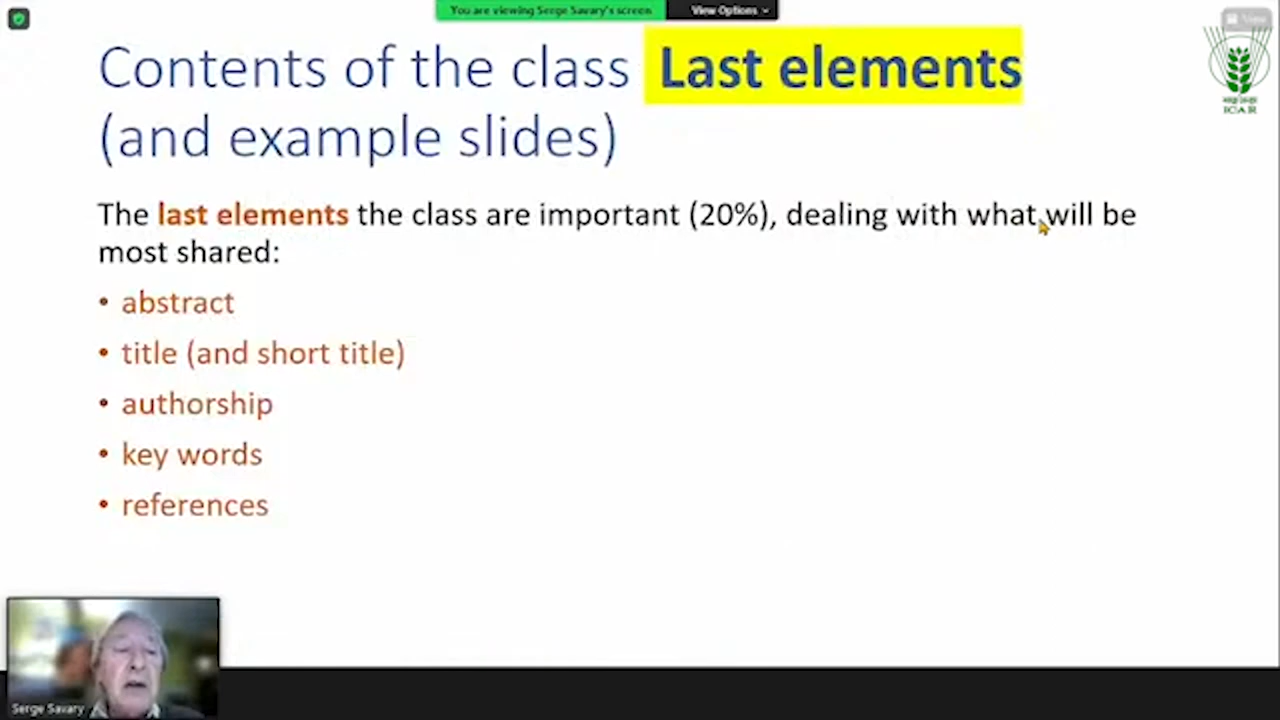 You are viewing Serge Savary's screen View Options
View
Contents of the class Last elements
(and example slides)
ICAR
The last elements the class are important (20%), dealing with what will be
most shared:
• abstract
• title (and short title)
• authorship
• key words
• references
Serge Savary